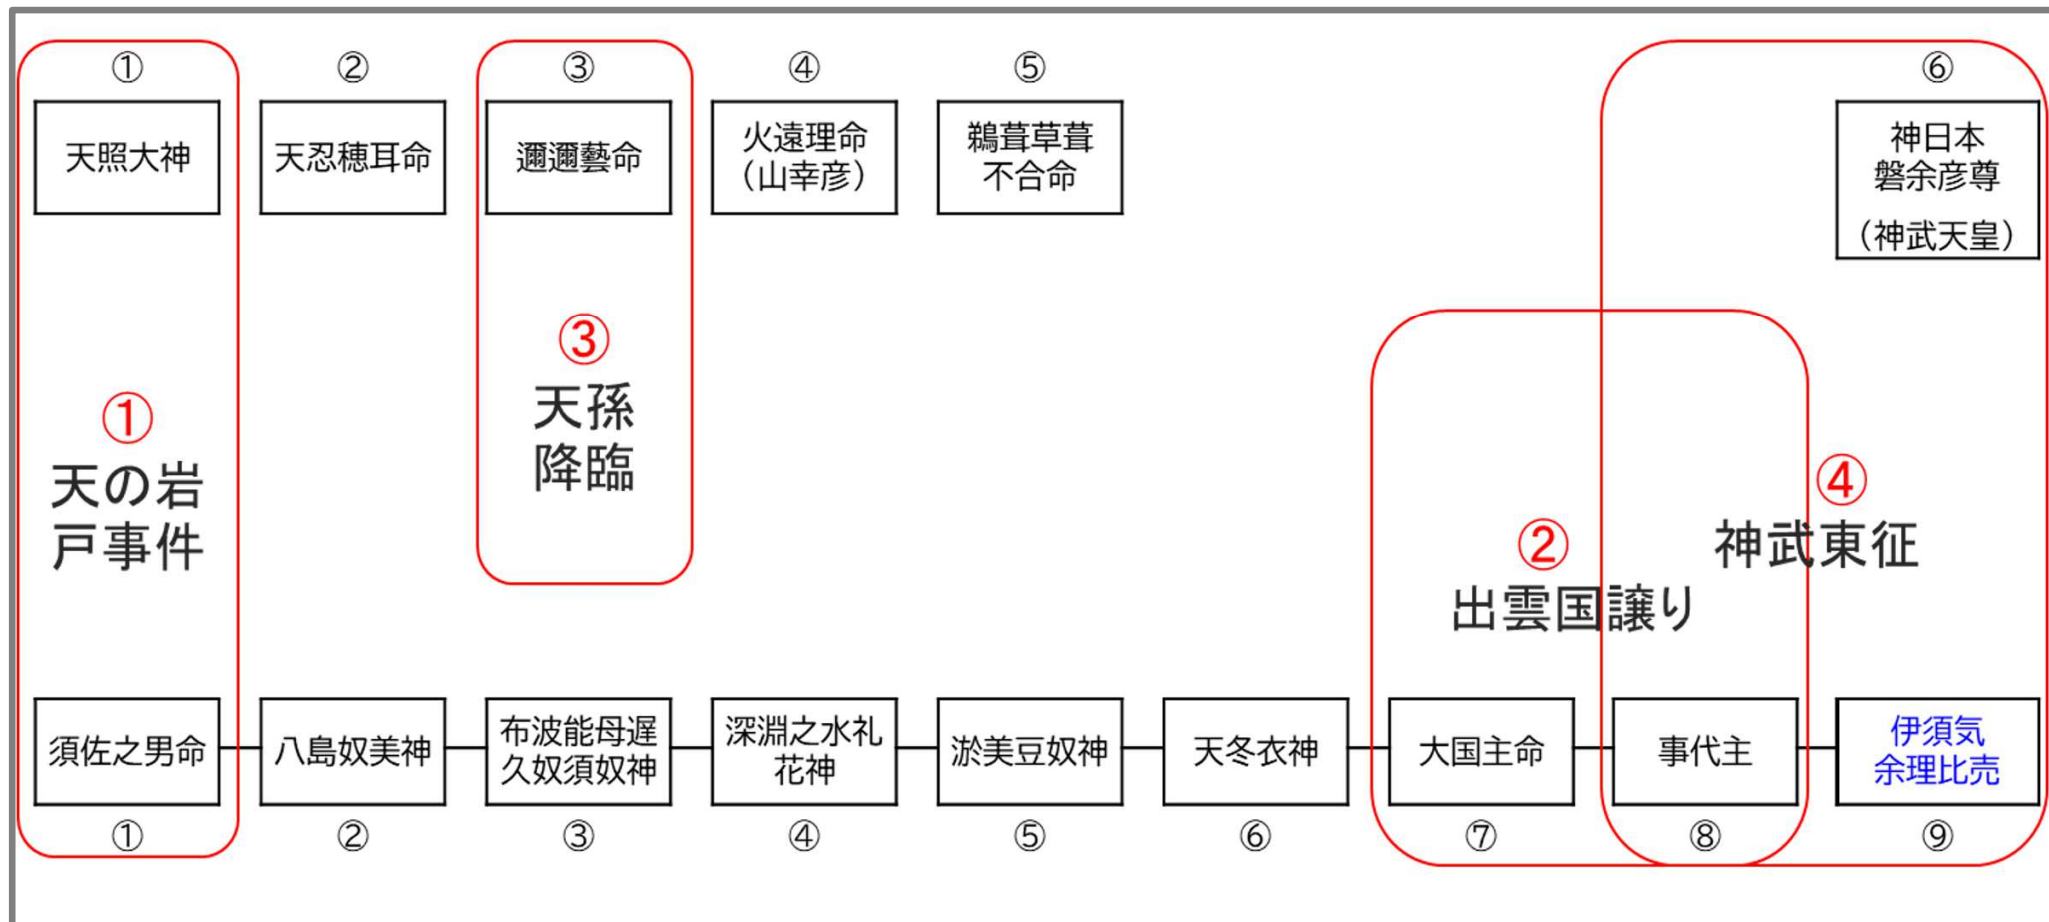 ①
②
③
④
⑤
⑥
天照大神
天忍穂耳命
邇邇藝命
火遠理命
（山幸彦）
鵜葺草葺
不合命
神日本
磐余彦尊
（神武天皇）
①
天の岩
戸事件
③
天孫
降臨
②
出雲国譲り
④
神武東征
須佐之男命
八島奴美神
布波能母遅
久奴須奴神
深淵之水礼
花神
淤美豆奴神
天冬衣神
大国主命
事代主
伊須気
余理比売
①
②
③
④
⑤
⑥
⑦
⑧
⑨